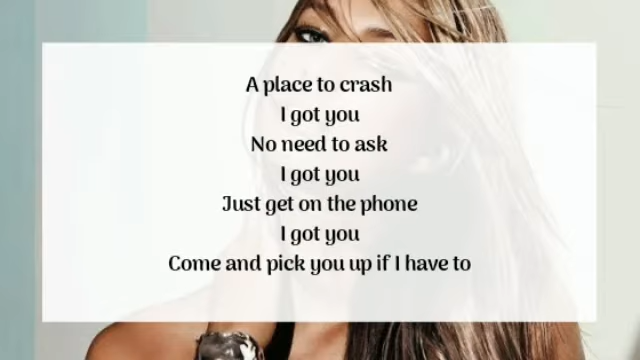 A place to crash
I got you
No need to ask
I got you
Just get on the phone
I got you
Come and pick you up if I have to